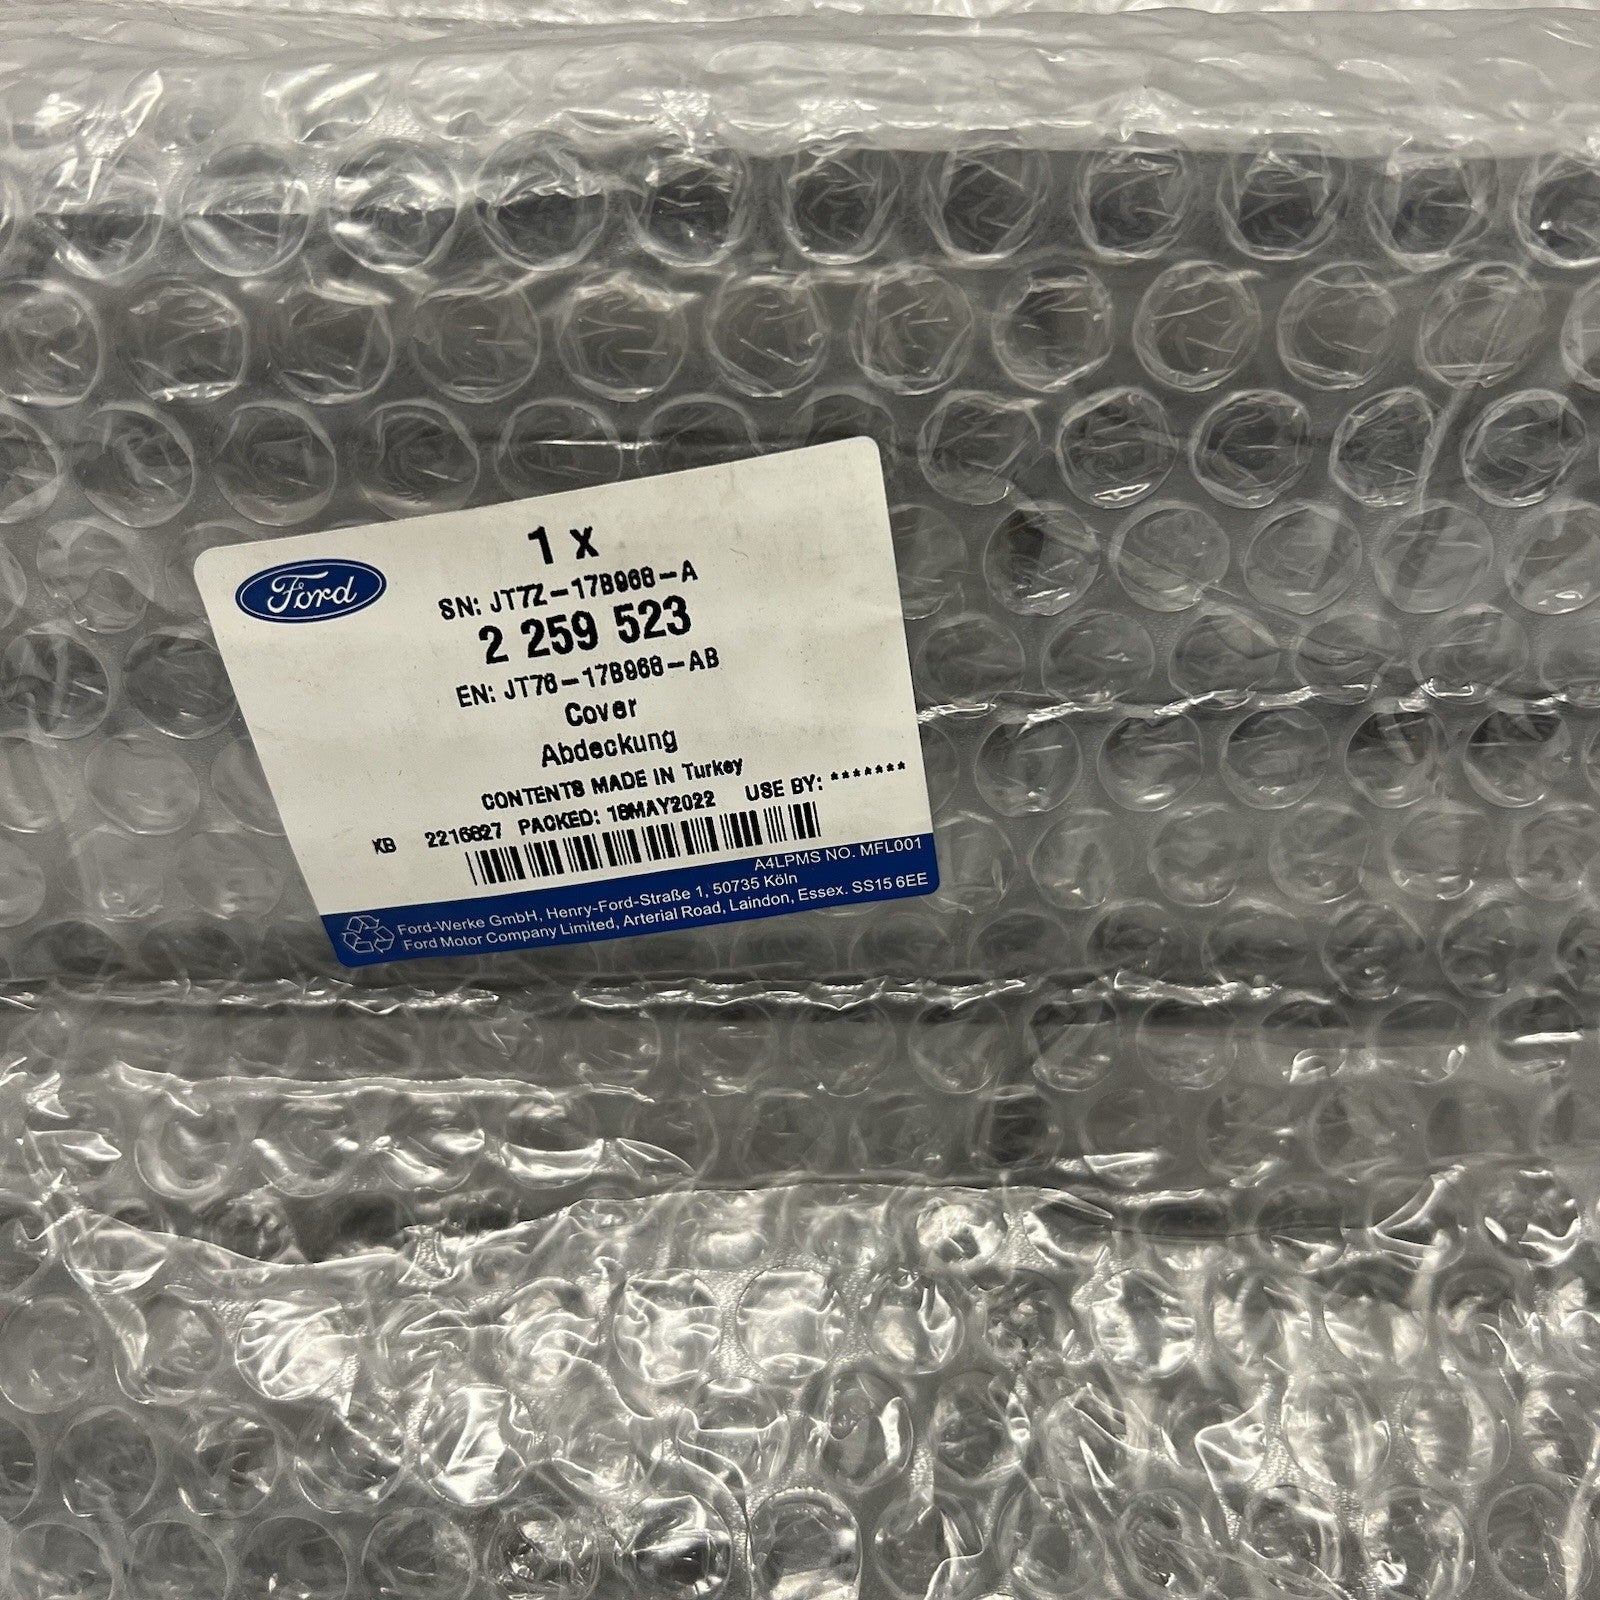 1 x
Ford
SN: JT7Z-17B968-A
2 259 523
EN: JT76-17B968-AB
Cover
Abdeckung
CONTENTS MADE IN Turkey
KB 2216827 PACKED: 18MAY2022 USE BY: *******
A4LPMS NO. MFL001
Ford-Werke GmbH, Henry-Ford-Straße 1, 50735 Köln
Ford Motor Company Limited, Arterial Road, Laindon, Essex. SS15 6EE